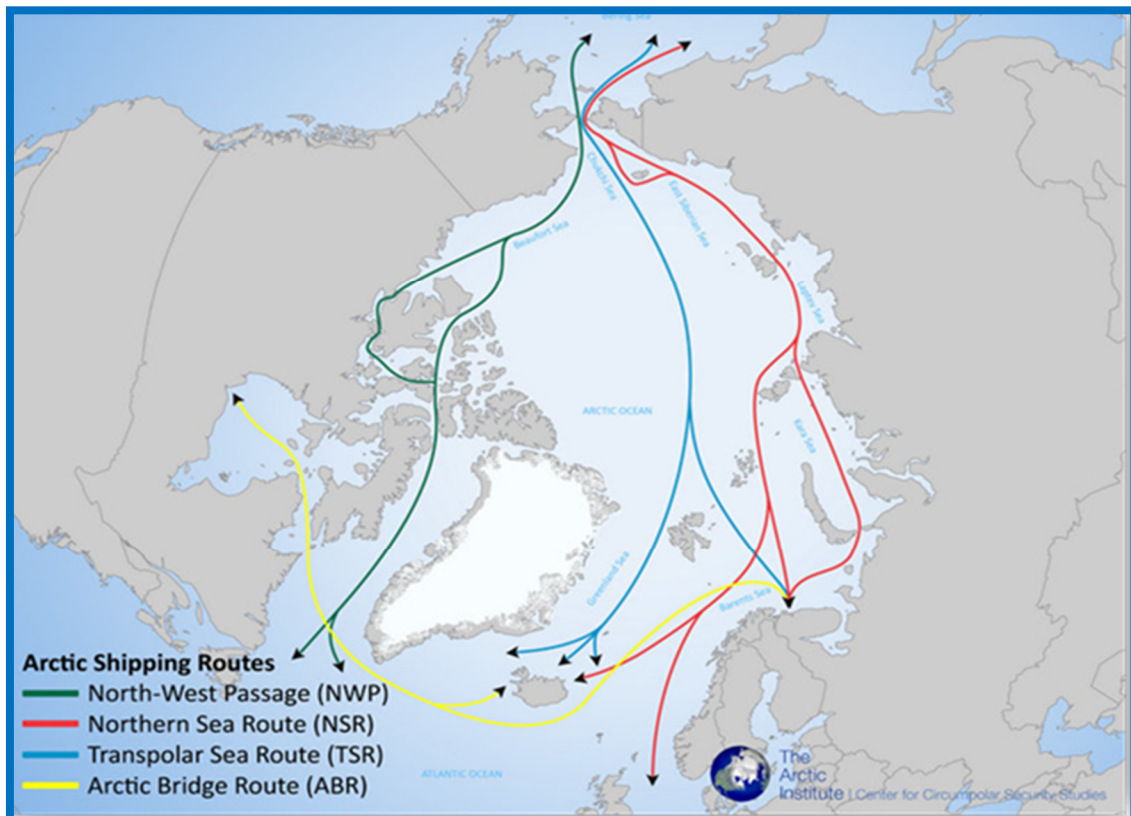 Bering Sea
Chukchi Sea
East Siberian Sea
Beaufort Sea
Laptev Sea
ARCTIC OCEAN
Kara Sea
Greenland Sea
Barents Sea
Arctic Shipping Routes
North-West Passage (NWP)
Northern Sea Route (NSR)
Transpolar Sea Route (TSR)
Arctic Bridge Route (ABR)
ATLANTIC OCEAN
The
Arctic
Institute | Center for Circumpolar Security Studies